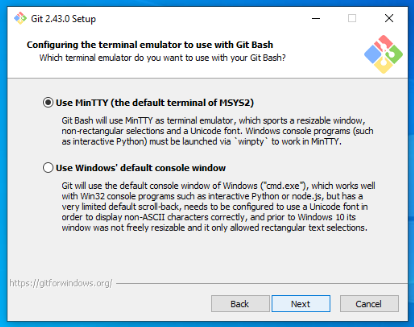 Git 2.43.0 Setup
Configuring the terminal emulator to use with Git Bash
Which terminal emulator do you want to use with your Git Bash?
Use MinTTY (the default terminal of MSYS2)
Git Bash will use MinTTY as terminal emulator, which sports a resizable window,
non-rectangular selections and a Unicode font. Windows console programs (such
as interactive Python) must be launched via `winpty` to work in MinTTY.
Use Windows' default console window
Git will use the default console window of Windows ("cmd.exe"), which works well
with Win32 console programs such as interactive Python or node.js, but has a
very limited default scroll-back, needs to be configured to use a Unicode font in
order to display non-ASCII characters correctly, and prior to Windows 10 its
window was not freely resizable and it only allowed rectangular text selections.
https://gitforwindows.org/
Back Next Cancel